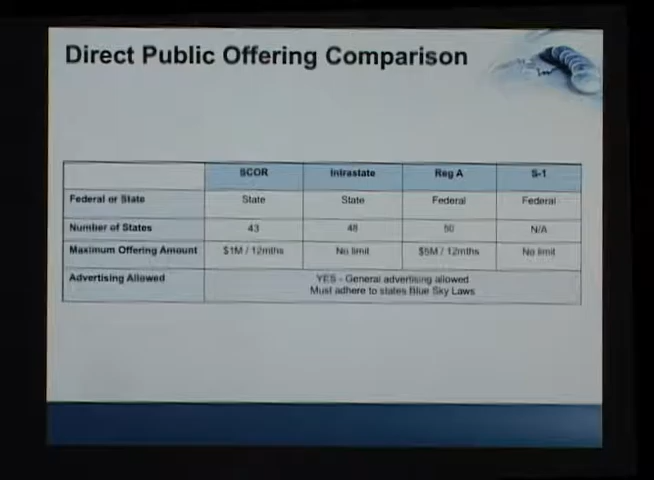 Direct Public Offering Comparison
SCOR Intrastate Reg A S-1
Federal or State State State Federal Federal
Number of States 43 48 50 N/A
Maximum Offering Amount $1M / 12mths No limit $5M / 12mths No limit
Advertising Allowed YES - General advertising allowed
Must adhere to states Blue Sky Laws